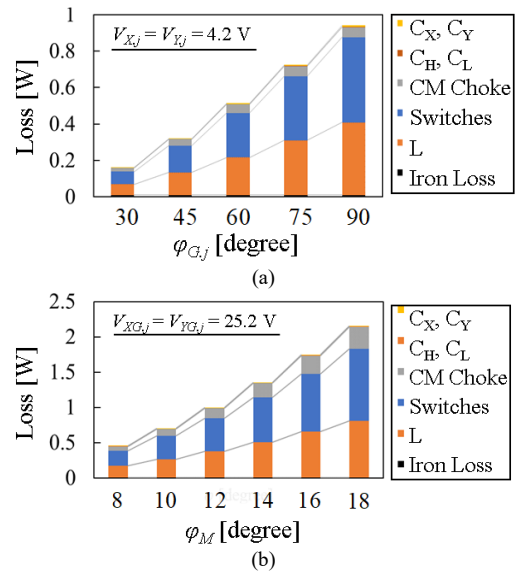 (a)
1
0.8
0.6
0.4
0.2
0
Loss [W]
V_{X,j} = V_{Y,j} = 4.2 V
30 45 60 75 90
φ_{G,j} [degree]
C_X, C_Y
C_H, C_L
CM Choke
Switches
L
Iron Loss
(a)
2.5
2
1.5
1
0.5
0
Loss [W]
V_{XG,j} = V_{YG,j} = 25.2 V
8 10 12 14 16 18
φ_M [degree]
C_X, C_Y
C_H, C_L
CM Choke
Switches
L
Iron Loss
(b)